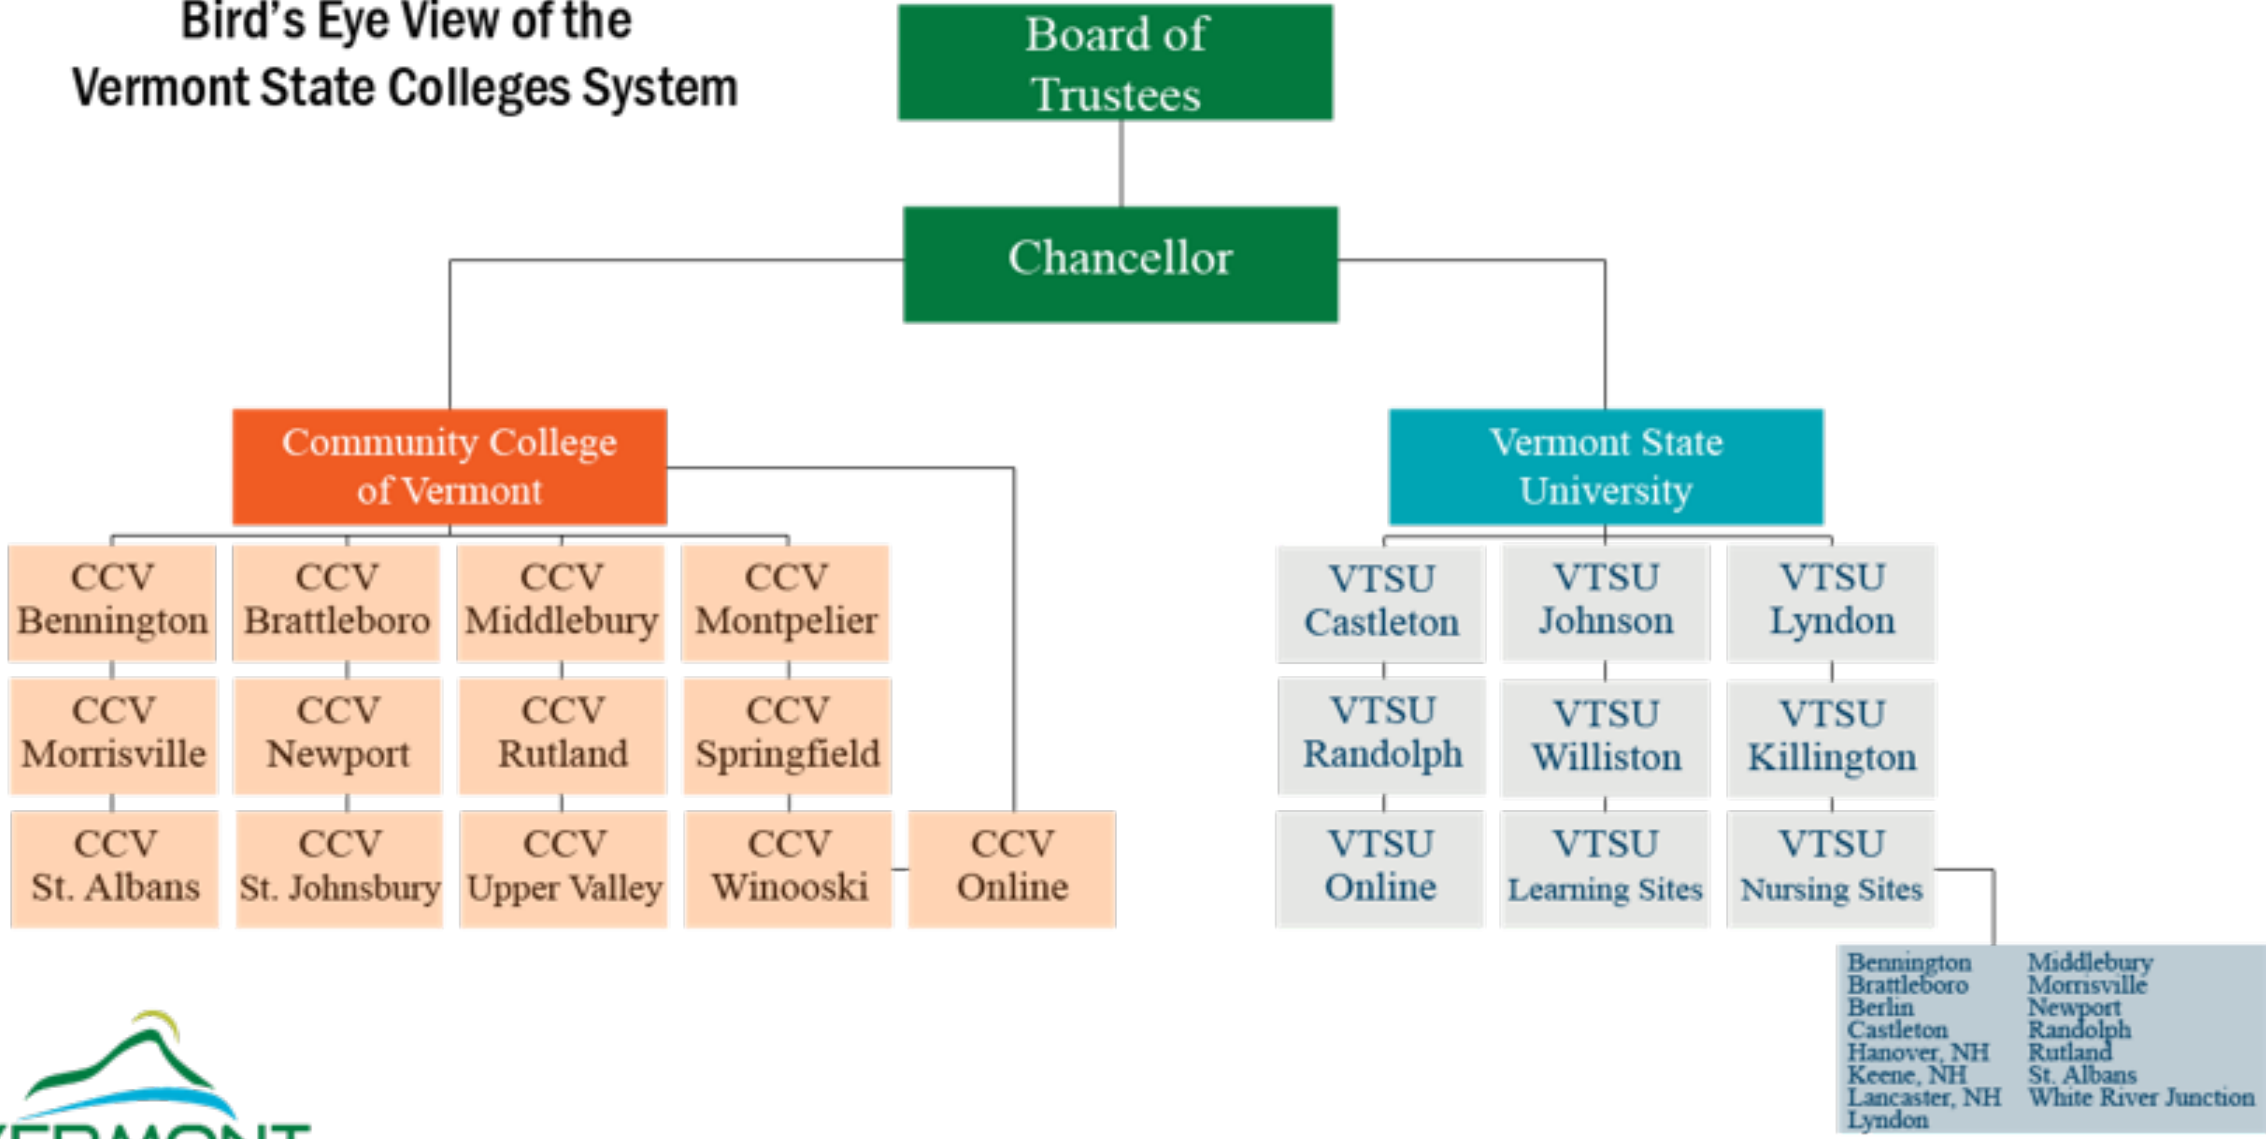 Bird's Eye View of the
Vermont State Colleges System
Board of
Trustees
Chancellor
Community College
of Vermont
Vermont State
University
CCV
Bennington
CCV
Brattleboro
CCV
Middlebury
CCV
Montpelier
CCV
Morrisville
CCV
Newport
CCV
Rutland
CCV
Springfield
CCV
St. Albans
CCV
St. Johnsbury
CCV
Upper Valley
CCV
Winooski
CCV
Online
VTSU
Castleton
VTSU
Johnson
VTSU
Lyndon
VTSU
Randolph
VTSU
Williston
VTSU
Killington
VTSU
Online
VTSU
Learning Sites
VTSU
Nursing Sites
Bennington
Brattleboro
Berlin
Castleton
Hanover, NH
Keene, NH
Lancaster, NH
Lyndon
Middlebury
Morrisville
Newport
Randolph
Rutland
St. Albans
White River Junction
VERMONT